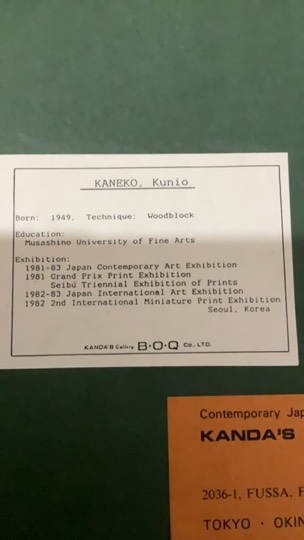 KANEKO, Kunio
Born: 1949, Technique: Woodblock
Education:
Musashino University of Fine Arts
Exhibition:
1981-83 Japan Contemporary Art Exhibition
1981 Grand Prix Print Exhibition
Seibu Triennial Exhibition of Prints
1982-83 Japan International Art Exhibition
1982 2nd International Miniature Print Exhibition
Seoul, Korea
KANDA'S Gallery B·O·Q Co., LTD.
Contemporary Jap
KANDA'S
2036-1, FUSSA, F
TOKYO · OKIN